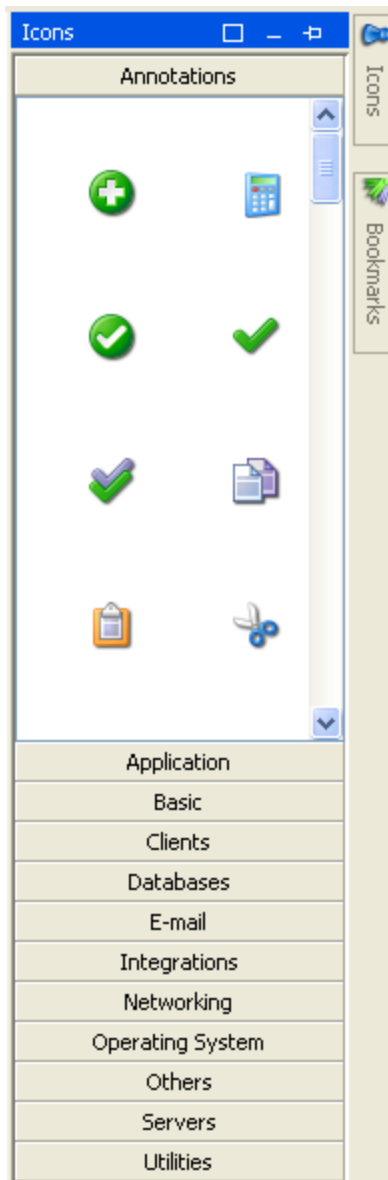 Icons
Annotations
Application
Basic
Clients
Databases
E-mail
Integrations
Networking
Operating System
Others
Servers
Utilities
Icons
Bookmarks